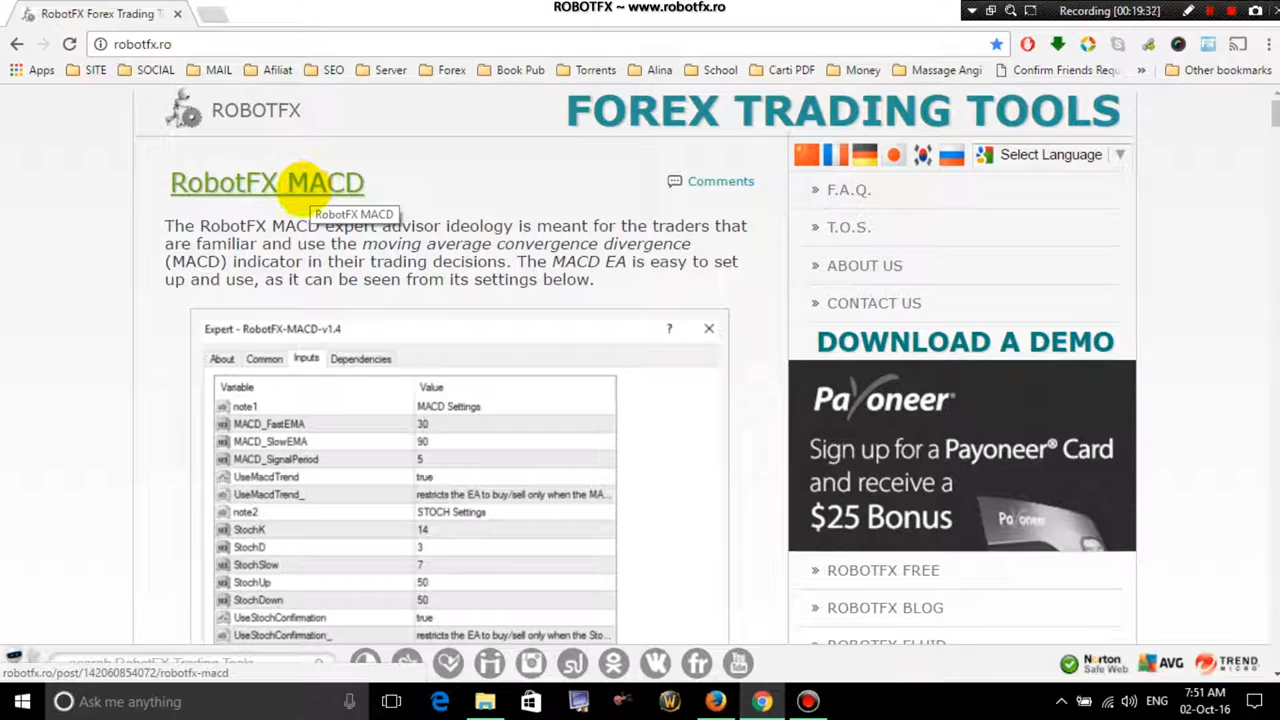 RobotFX Forex Trading T
ROBOTFX ~ www.robotfx.ro
Recording [00:19:32]
robotfx.ro
Apps SITE SOCIAL MAIL Afiliat SEO Server Forex Book Pub Torrents Alina School Carti PDF Money Massage Angi Confirm Friends Requ » Other bookmarks
ROBOTFX
FOREX TRADING TOOLS
RobotFX MACD
Comments
RobotFX MACD
The RobotFX MACD expert advisor ideology is meant for the traders that
are familiar and use the moving average convergence divergence
(MACD) indicator in their trading decisions. The MACD EA is easy to set
up and use, as it can be seen from its settings below.
Expert - RobotFX-MACD-v1.4 ?
About Common Inputs Dependencies
Variable Value
note1 MACD Settings
MACD_FastEMA 30
MACD_SlowEMA 90
MACD_SignalPeriod 5
UseMacdTrend true
UseMacdTrend_ restricts the EA to buy/sell only when the MA...
note2 STOCH Settings
StochK 14
StochD 3
StochSlow 7
StochUp 50
StochDown 50
UseStochConfirmation true
UseStochConfirmation_ restricts the EA to buy/sell only when the Sto...
Select Language ▼
» F.A.Q.
» T.O.S.
» ABOUT US
» CONTACT US
DOWNLOAD A DEMO
Payoneer
Sign up for a Payoneer® Card
and receive a
$25 Bonus
Payoneer
» ROBOTFX FREE
» ROBOTFX BLOG
ROBOTFX FLUID
search RobotFX Trading Tools
robotfx.ro/post/142060854072/robotfx-macd
Norton
Safe Web
AVG
TREND
MICRO
You
Ask me anything
ENG
7:51 AM
02-Oct-16